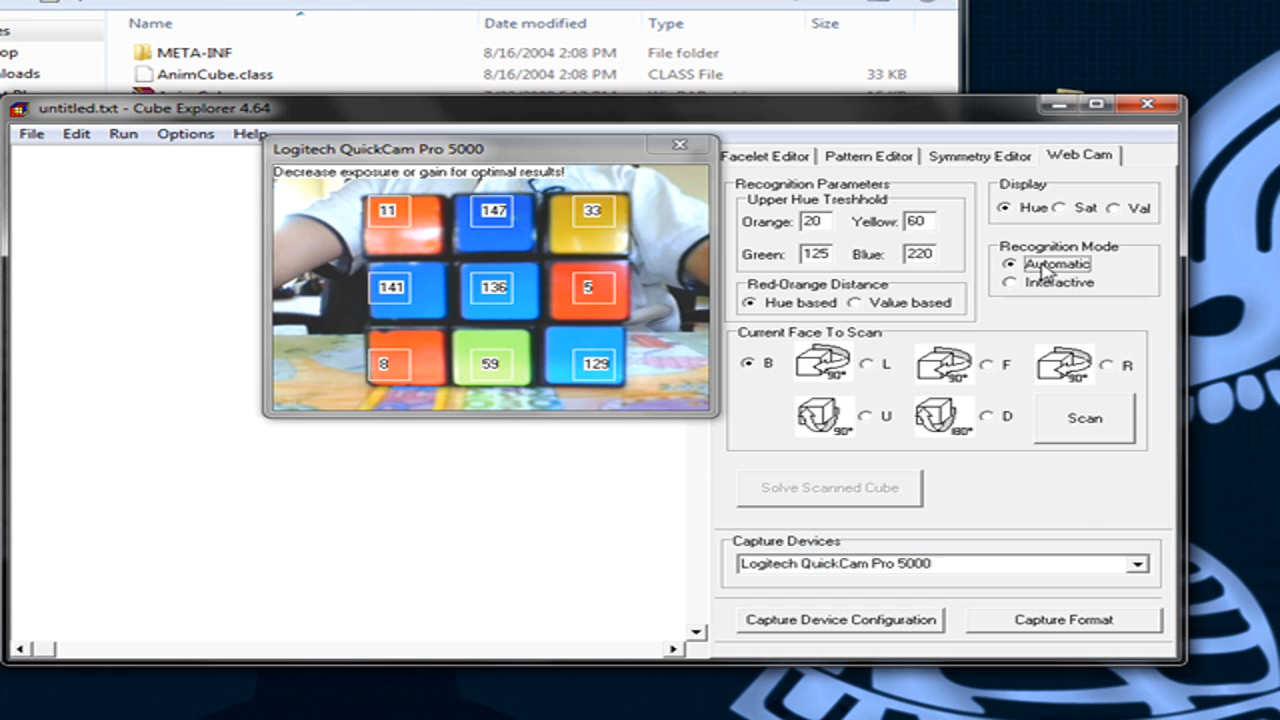 Name Date modified Type Size
es
op META-INF 8/16/2004 2:08 PM File folder
loads AnimCube.class 8/16/2004 2:08 PM CLASS File 33 KB
untitled.txt - Cube Explorer 4.64
File Edit Run Options Help
Logitech QuickCam Pro 5000
Decrease exposure or gain for optimal results!
11 147 33
141 136 5
8 59 129
Facelet Editor Pattern Editor Symmetry Editor Web Cam
Recognition Parameters
Upper Hue Treshhold
Orange: 20 Yellow: 60
Green: 125 Blue: 220
Red-Orange Distance
Hue based Value based
Display
Hue Sat Val
Recognition Mode
Automatic
Interactive
Current Face To Scan
B 90° L 90° F 90° R
90° U 180° D Scan
Solve Scanned Cube
Capture Devices
Logitech QuickCam Pro 5000
Capture Device Configuration Capture Format